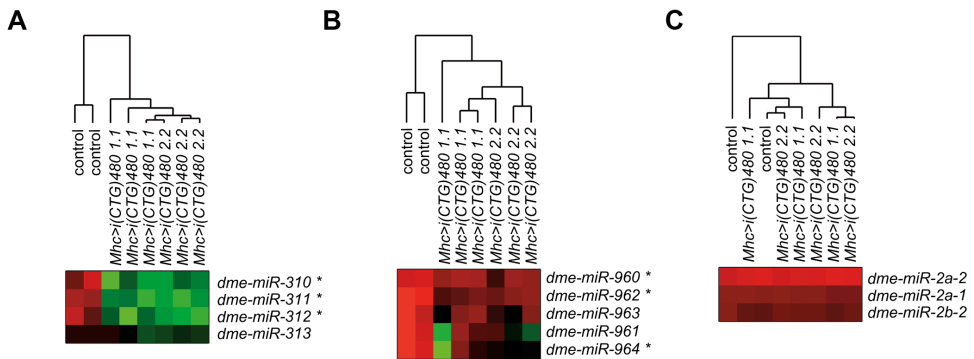 A
B
C
control
control
Mhc>i(CTG)480 1.1
Mhc>i(CTG)480 1.1
Mhc>i(CTG)480 1.1
Mhc>i(CTG)480 2.2
Mhc>i(CTG)480 2.2
Mhc>i(CTG)480 2.2
dme-miR-310 *
dme-miR-311 *
dme-miR-312 *
dme-miR-313
control
control
Mhc>i(CTG)480 1.1
Mhc>i(CTG)480 1.1
Mhc>i(CTG)480 2.2
Mhc>i(CTG)480 2.2
Mhc>i(CTG)480 2.2
Mhc>i(CTG)480 1.1
dme-miR-960 *
dme-miR-962 *
dme-miR-963
dme-miR-961
dme-miR-964 *
control
Mhc>i(CTG)480 1.1
control
Mhc>i(CTG)480 2.2
Mhc>i(CTG)480 1.1
Mhc>i(CTG)480 2.2
Mhc>i(CTG)480 1.1
Mhc>i(CTG)480 2.2
dme-miR-2a-2
dme-miR-2a-1
dme-miR-2b-2